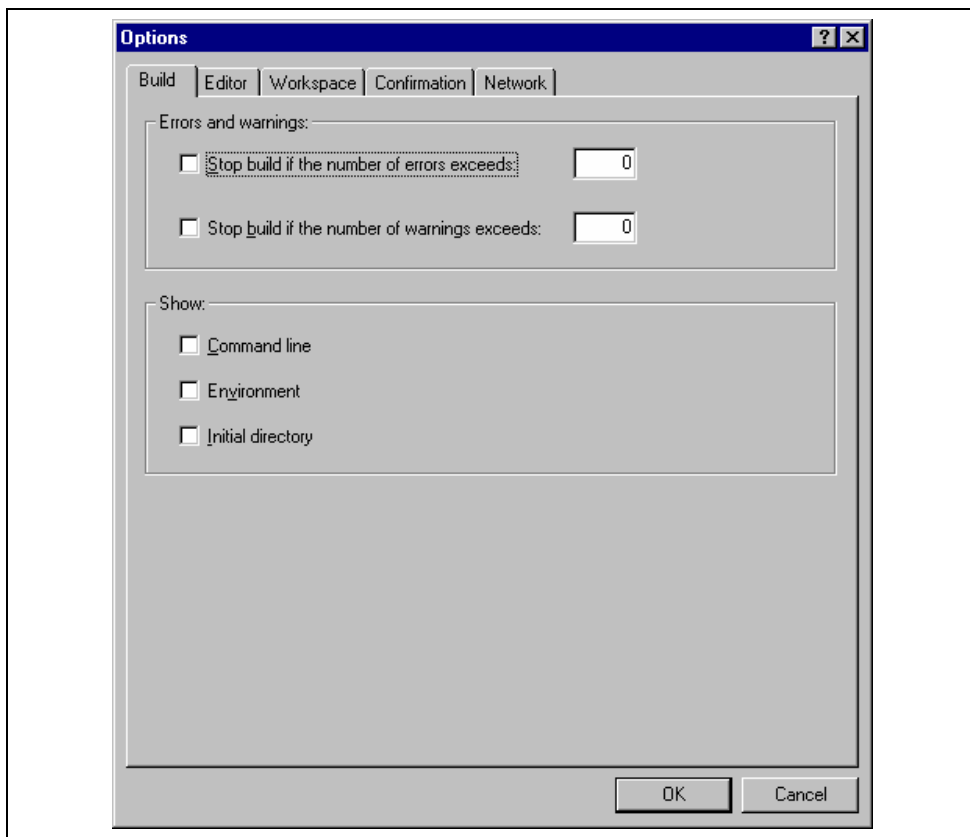 Options
Build Editor Workspace Confirmation Network
Errors and warnings:
Stop build if the number of errors exceeds: 0
Stop build if the number of warnings exceeds: 0
Show:
Command line
Environment
Initial directory
OK Cancel